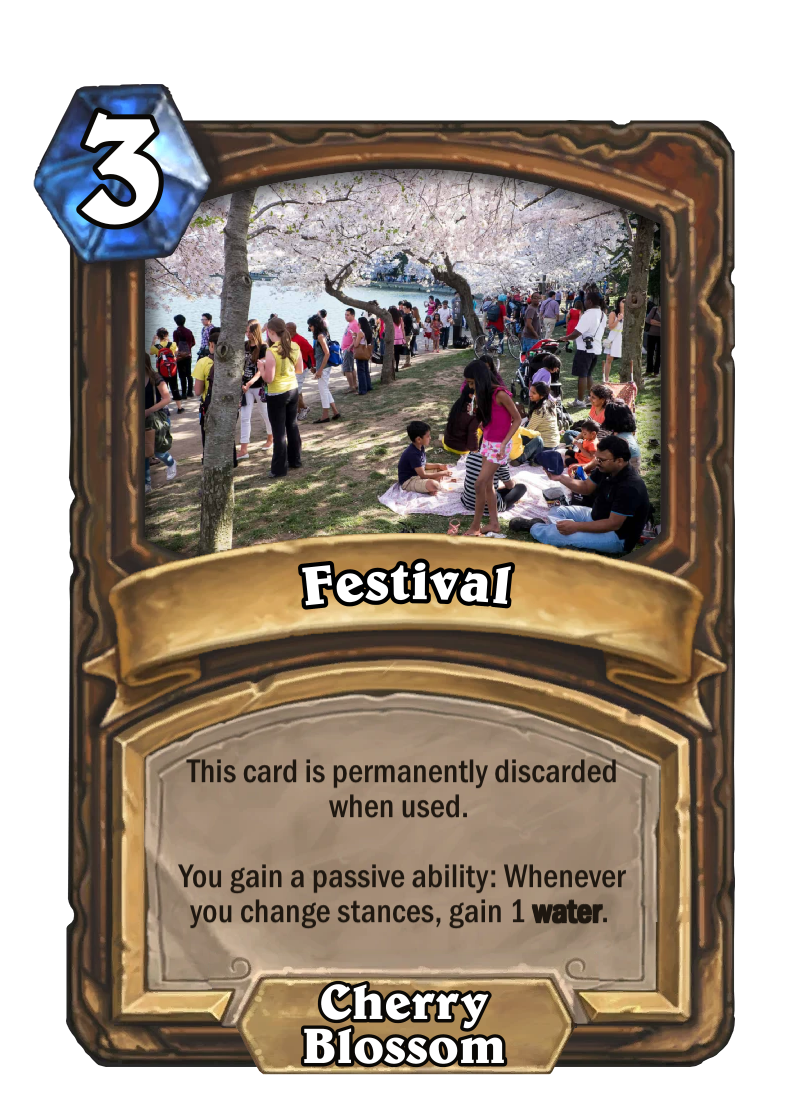 3
Festival
This card is permanently discarded
when used.
You gain a passive ability: Whenever
you change stances, gain 1 water.
Cherry
Blossom